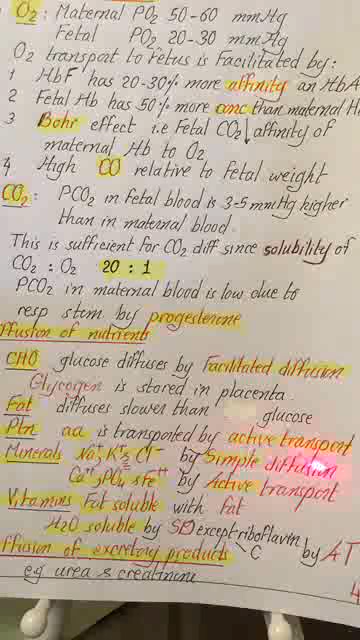 O2: Maternal PO2 50-60 mmHg
Fetal PO2 20-30 mmHg
O2 transport to fetus is facilitated by:
1 HbF has 20-30% more affinity an HbA
2 Fetal Hb has 50% more conc than maternal H
3 Bohr effect i.e Fetal CO2↓ affinity of
maternal Hb to O2
4 High CO relative to fetal weight
CO2: PCO2 in fetal blood is 3-5 mmHg higher
than in maternal blood.
This is sufficient for CO2 diff since solubility of
CO2 : O2 20 : 1
PCO2 in maternal blood is low due to
resp stem by progesterone
ffusion of nutrients
CHO glucose diffuses by Facilitated diffusion
Glycogen is stored in placenta.
Fat diffuses slower than glucose
Ptn aa is transported by active transport
Minerals Na+, K+ & Cl- by Simple diffusion
Ca++, PO4 & Fe++ by Active transport
Vitamins Fat soluble with fat
H2O soluble by SD except riboflavin
C by AT
ffusion of excretory products
eg urea & creatinine
4